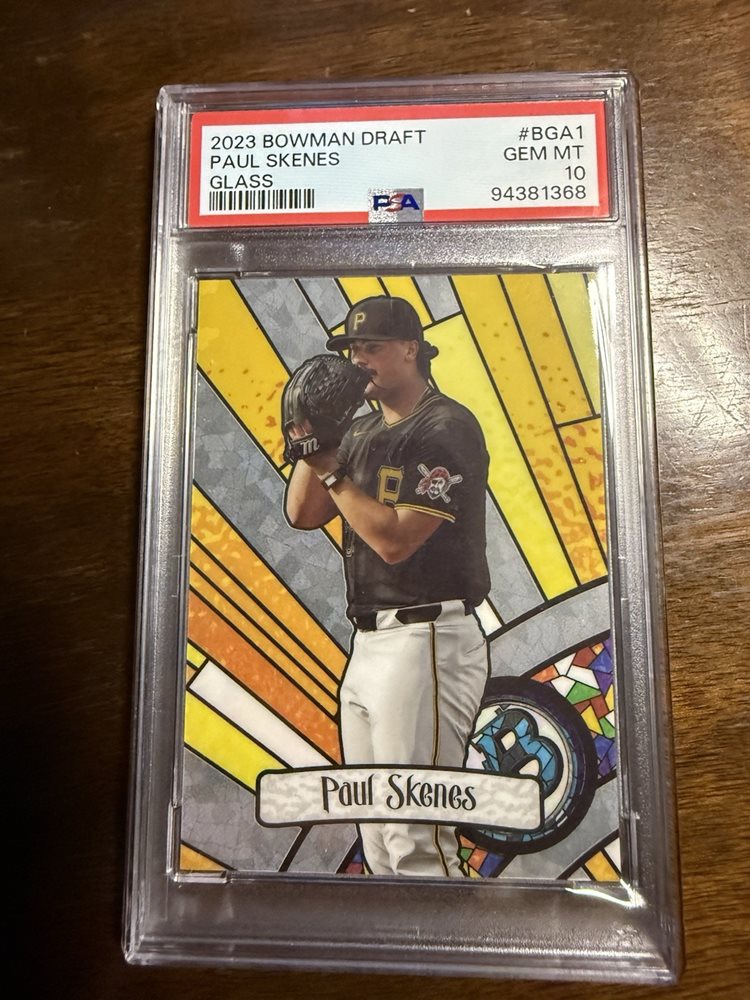 2023 BOWMAN DRAFT #BGA1
PAUL SKENES GEM MT
GLASS 10
PSA 94381368
P
m
P
B
Paul Skenes